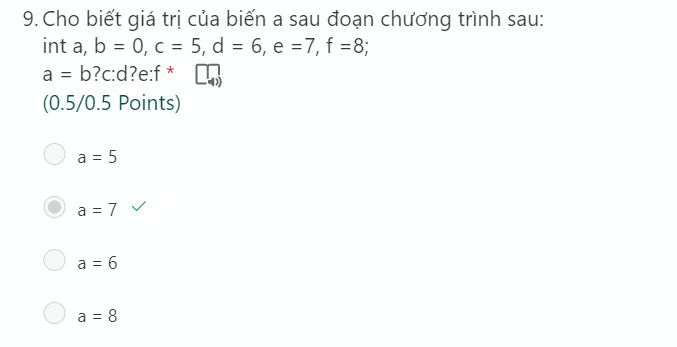 9. Cho biết giá trị của biến a sau đoạn chương trình sau:
int a, b = 0, c = 5, d = 6, e =7, f =8;
a = b?c:d?e:f *
(0.5/0.5 Points)
a = 5
a = 7
a = 6
a = 8